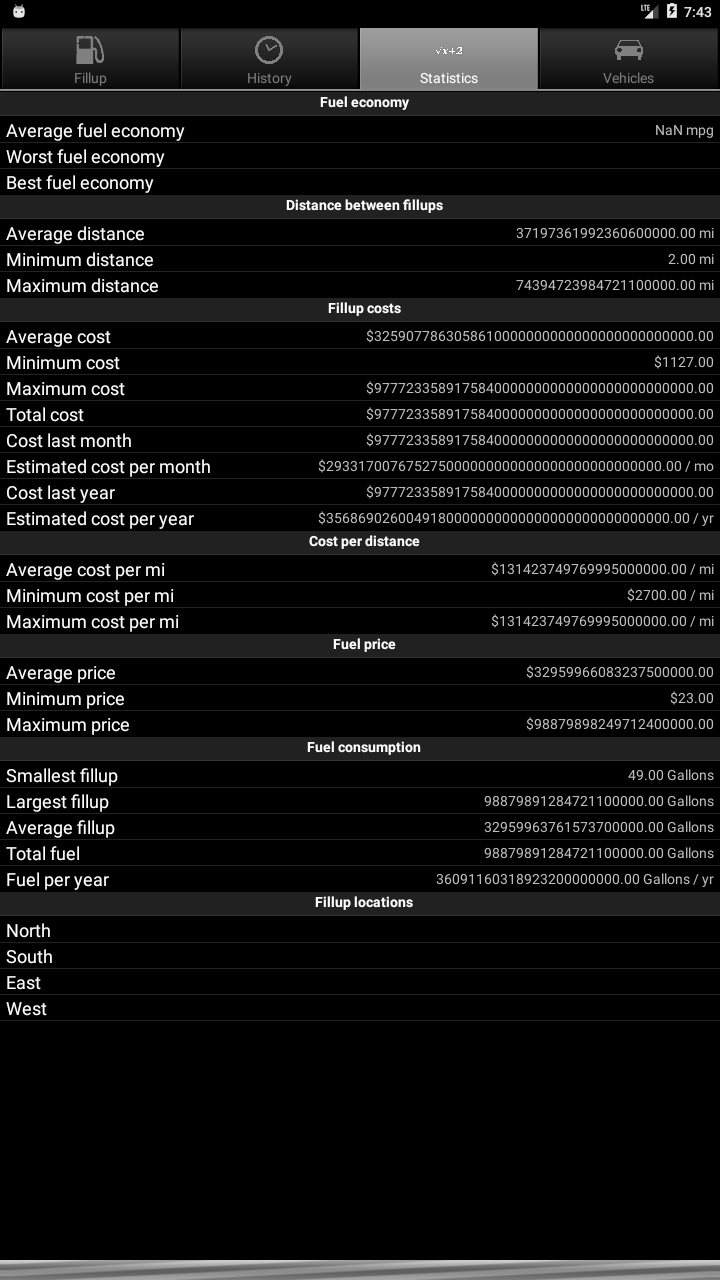 LTE 7:43
√x+2
Fillup History Statistics Vehicles
Fuel economy
Average fuel economy NaN mpg
Worst fuel economy
Best fuel economy
Distance between fillups
Average distance 37197361992360600000.00 mi
Minimum distance 2.00 mi
Maximum distance 74394723984721100000.00 mi
Fillup costs
Average cost $325907786305861000000000000000000000000.00
Minimum cost $1127.00
Maximum cost $977723358917584000000000000000000000000.00
Total cost $977723358917584000000000000000000000000.00
Cost last month $977723358917584000000000000000000000000.00
Estimated cost per month $29331700767527500000000000000000000000000.00 / mo
Cost last year $977723358917584000000000000000000000000.00
Estimated cost per year $35686902600491800000000000000000000000000.00 / yr
Cost per distance
Average cost per mi $131423749769995000000.00 / mi
Minimum cost per mi $2700.00 / mi
Maximum cost per mi $131423749769995000000.00 / mi
Fuel price
Average price $32959966083237500000.00
Minimum price $23.00
Maximum price $98879898249712400000.00
Fuel consumption
Smallest fillup 49.00 Gallons
Largest fillup 98879891284721100000.00 Gallons
Average fillup 32959963761573700000.00 Gallons
Total fuel 98879891284721100000.00 Gallons
Fuel per year 36091160318923200000000.00 Gallons / yr
Fillup locations
North
South
East
West